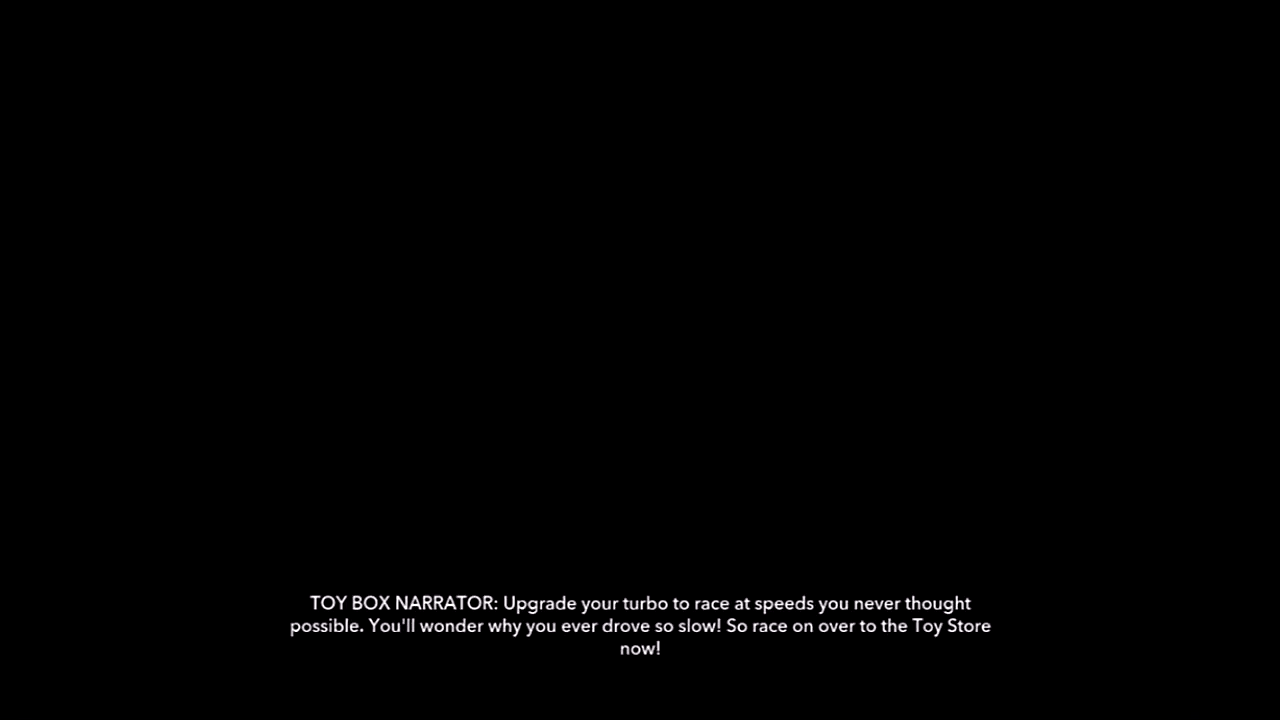 TOY BOX NARRATOR: Upgrade your turbo to race at speeds you never thought
possible. You'll wonder why you ever drove so slow! So race on over to the Toy Store
now!